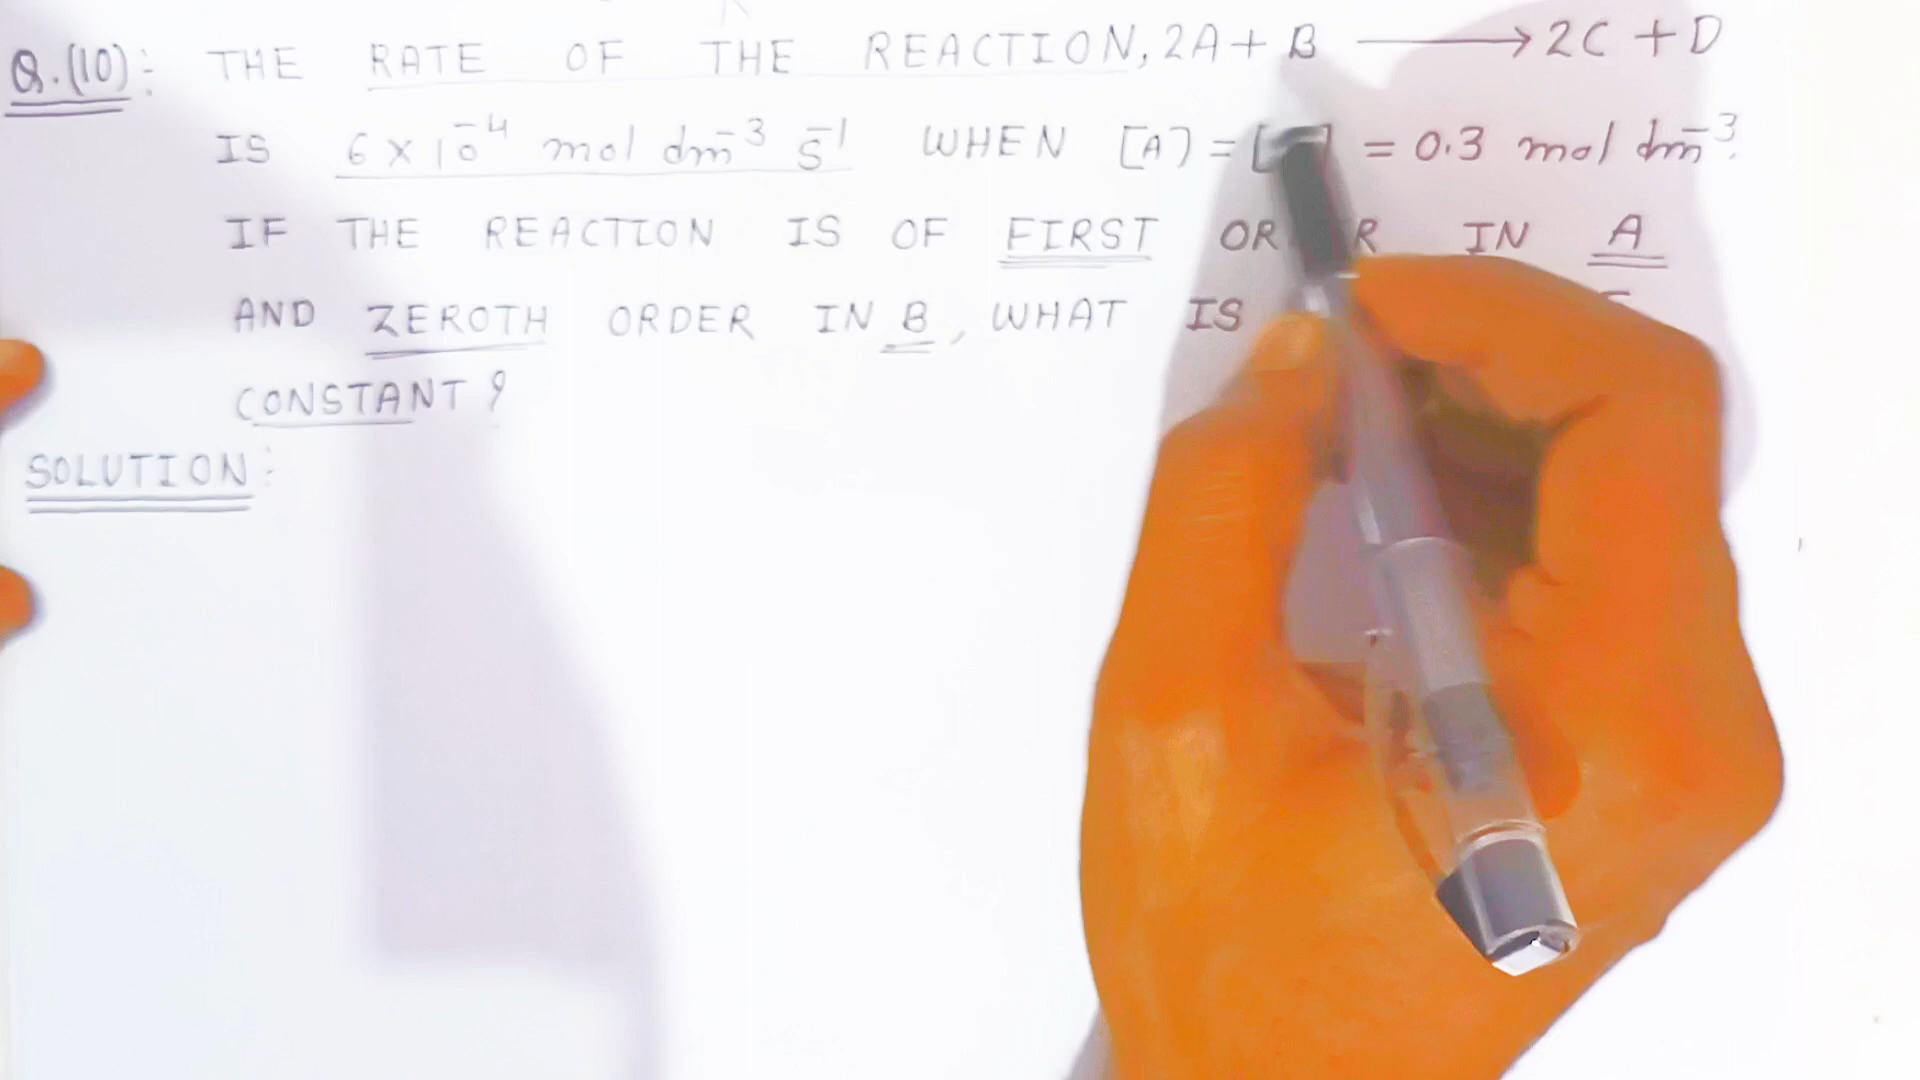 Q.(10): THE RATE OF THE REACTION, 2A + B ⟶ 2C + D
IS 6 × 10⁻⁴ mol dm⁻³ s⁻¹ WHEN [A] = [ ] = 0.3 mol dm⁻³.
IF THE REACTION IS OF FIRST ORDER IN A
AND ZEROTH ORDER IN B, WHAT IS
CONSTANT ?
SOLUTION: